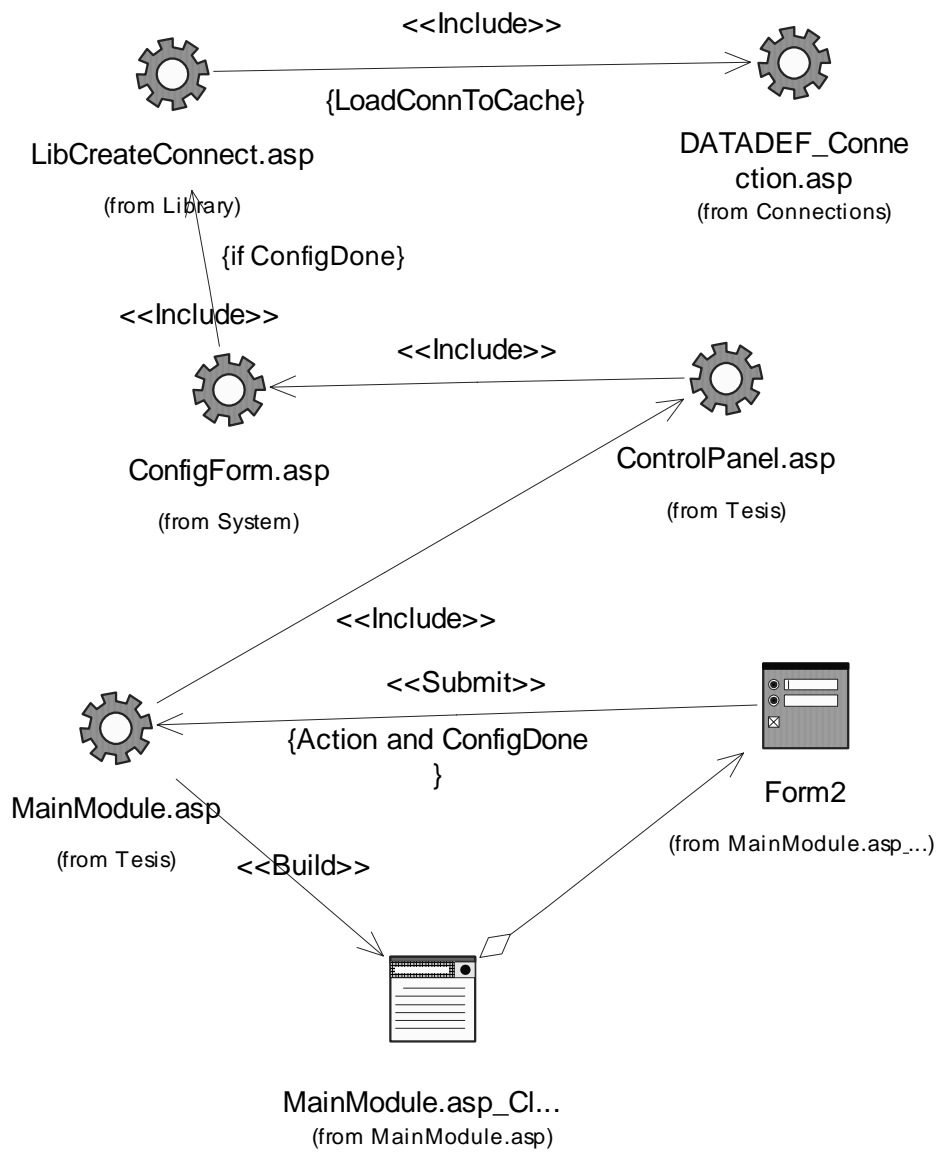 <<Include>>
{LoadConnToCache}
LibCreateConnect.asp
(from Library)
DATADEF_Conne
ction.asp
(from Connections)
{if ConfigDone}
<<Include>>
<<Include>>
ConfigForm.asp
(from System)
ControlPanel.asp
(from Tesis)
<<Include>>
<<Submit>>
{Action and ConfigDone
}
MainModule.asp
(from Tesis)
Form2
(from MainModule.asp_...)
<<Build>>
MainModule.asp_Cl...
(from MainModule.asp)